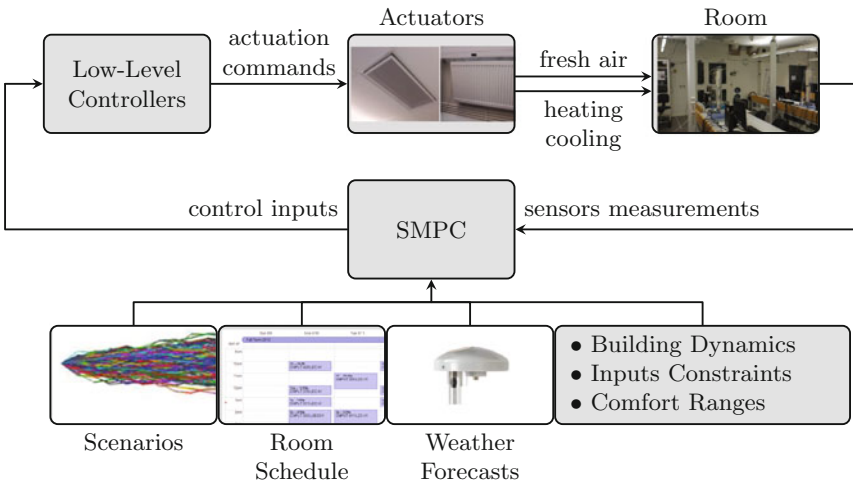 Actuators
Room
Low-Level
Controllers
actuation
commands
fresh air
heating
cooling
control inputs
SMPC
sensors measurements
• Building Dynamics
• Inputs Constraints
• Comfort Ranges
Scenarios
Room
Schedule
Weather
Forecasts